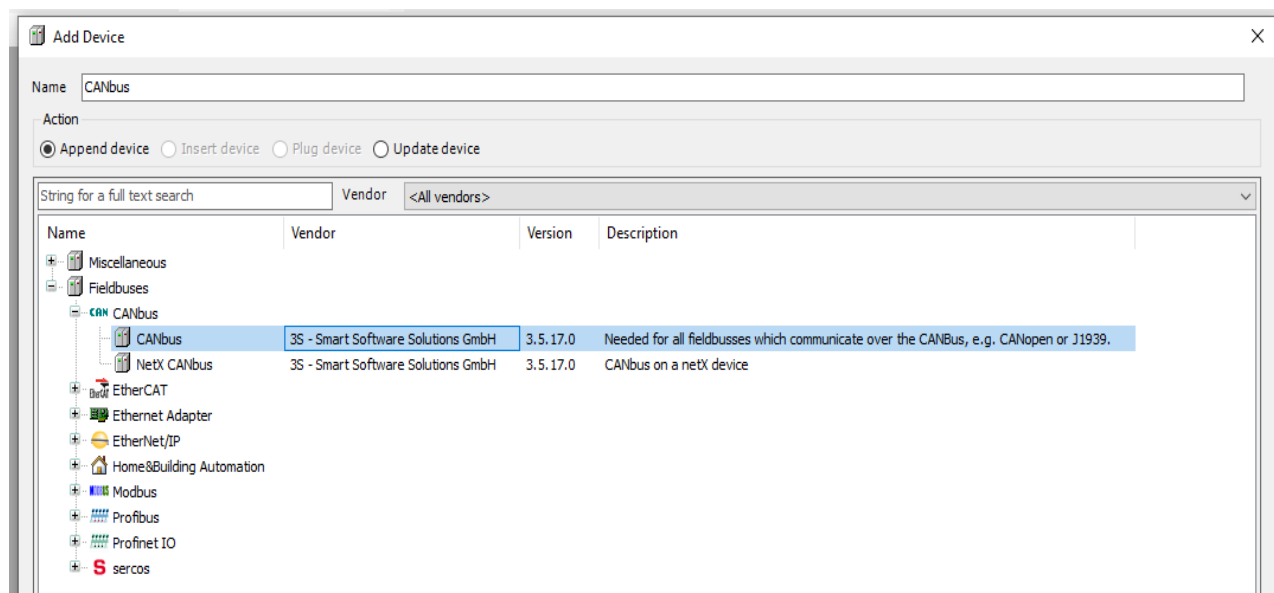 Add Device
Name CANbus
Action
Append device Insert device Plug device Update device
String for a full text search Vendor <All vendors>
Name Vendor Version Description
Miscellaneous
Fieldbuses
CAN CANbus
CANbus 3S - Smart Software Solutions GmbH 3.5.17.0 Needed for all fieldbusses which communicate over the CANBus, e.g. CANopen or J1939.
NetX CANbus 3S - Smart Software Solutions GmbH 3.5.17.0 CANbus on a netX device
EtherCAT
Ethernet Adapter
EtherNet/IP
Home&Building Automation
Modbus
Profibus
Profinet IO
S sercos